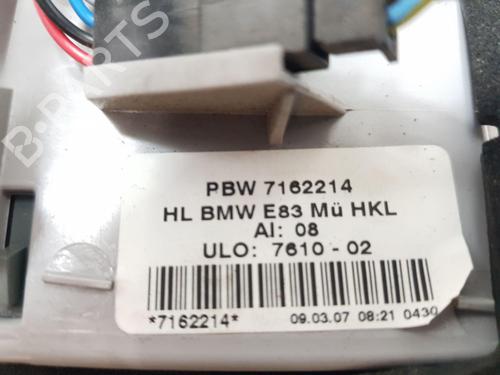 B-PARTS
PBW 7162214
HL BMW E83 Mü HKL
AI: 08
ULO: 7610 - 02
*7162214* 09.03.07 08:21 0430